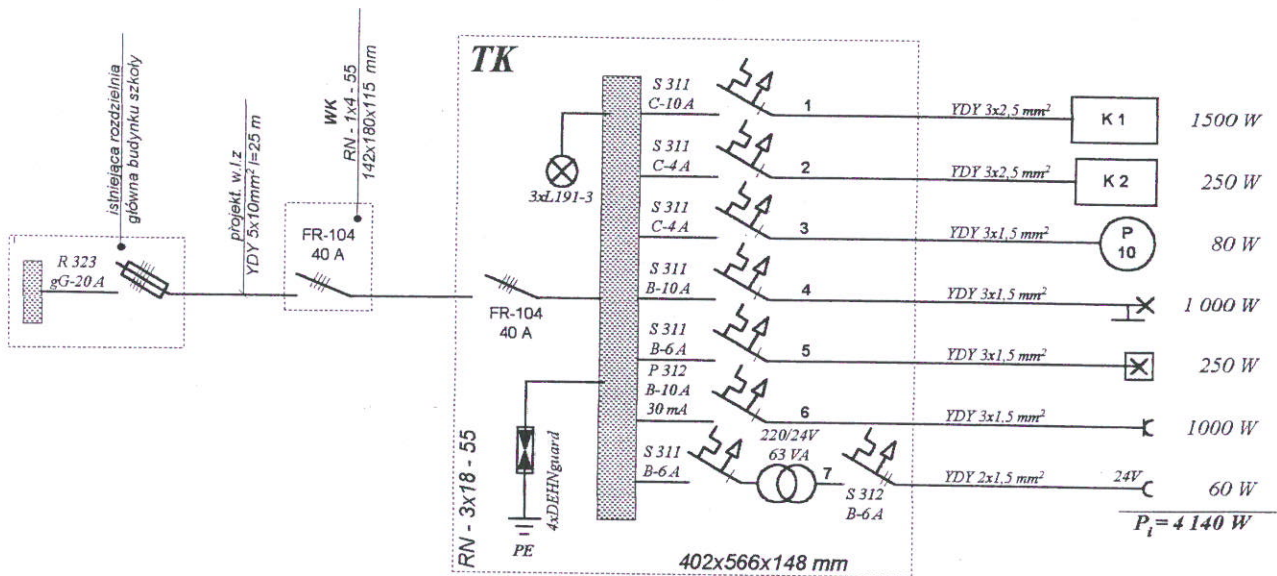 istniejąca rozdzielnia
główna budynku szkoły
R 323
gG-20 A
projekt. w.l.z
YDY 5x10mm² l=25 m
WK
RN - 1x4 - 55
142x180x115 mm
FR-104
40 A
TK
FR-104
40 A
3xL191-3
4xDEHNguard
PE
RN - 3x18 - 55
402x566x148 mm
S 311
C-10 A
1
YDY 3x2,5 mm²
K 1
1500 W
S 311
C-4 A
2
YDY 3x2,5 mm²
K 2
250 W
S 311
C-4 A
3
YDY 3x1,5 mm²
P
10
80 W
S 311
B-10 A
4
YDY 3x1,5 mm²
1 000 W
S 311
B-6 A
5
YDY 3x1,5 mm²
250 W
P 312
B-10 A
30 mA
6
YDY 3x1,5 mm²
1000 W
S 311
B-6 A
220/24V
63 VA
7
S 312
B-6 A
YDY 2x1,5 mm²
24V
60 W
Pi = 4 140 W